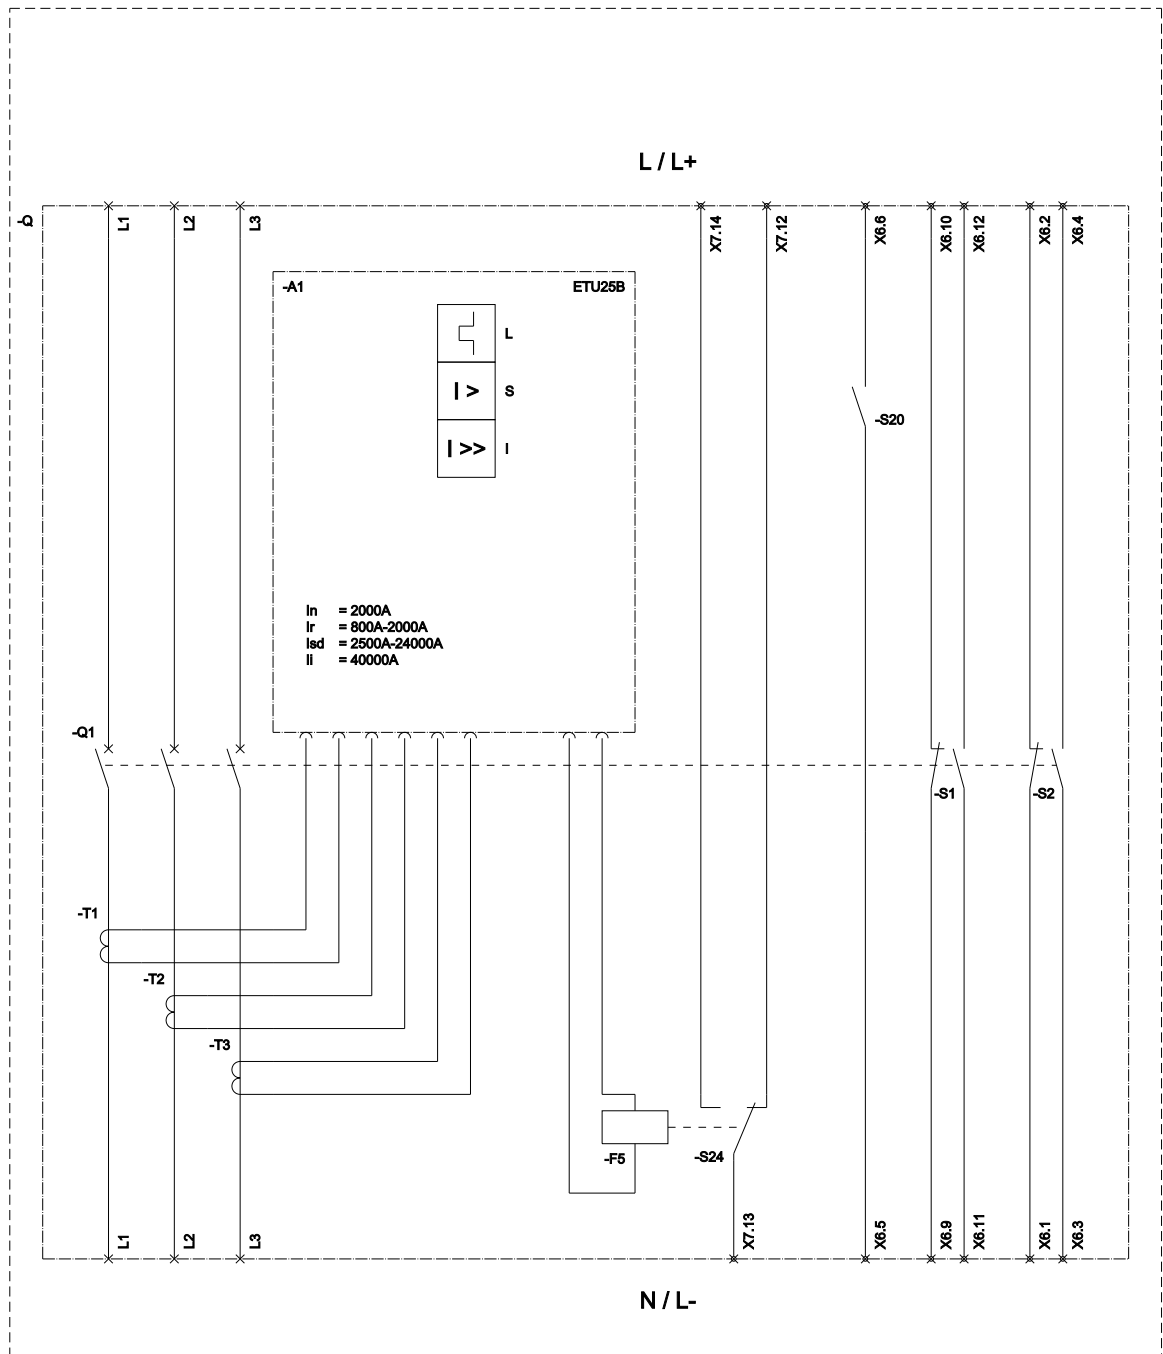 L / L+
-Q
L1
L2
L3
X7.14
X7.12
X6.6
X6.10
X6.12
X6.2
X6.4
-A1
ETU25B
L
I >
S
I >>
I
-S20
In = 2000A
Ir = 800A-2000A
Isd = 2500A-24000A
Ii = 40000A
-Q1
-S1
-S2
-T1
-T2
-T3
-F5
-S24
L1
L2
L3
X7.13
X6.5
X6.9
X6.11
X6.1
X6.3
N / L-